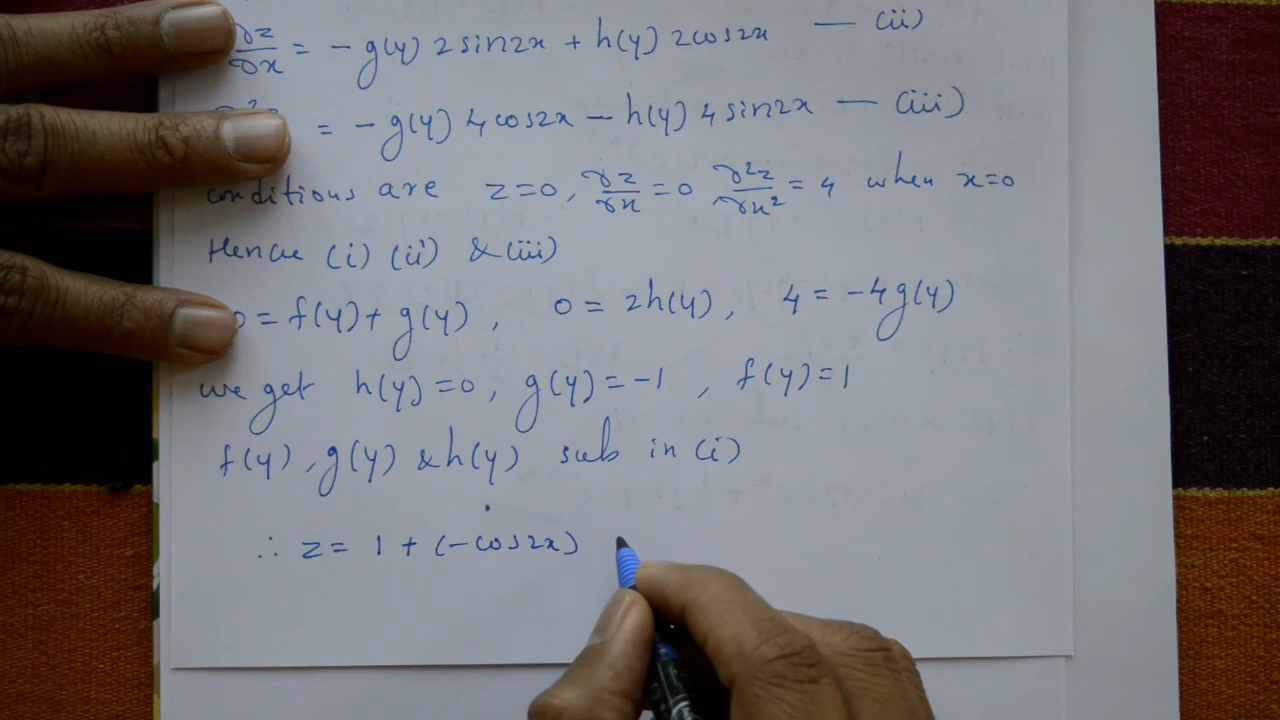 ∂z/∂x = - g(y) 2 sin2x + h(y) 2cos2x — (ii)
= - g(y) 4 cos2x - h(y) 4 sin2x — (iii)
conditions are z=0, ∂z/∂x = 0 ∂²z/∂x² = 4 when x=0
Hence (i) (ii) & (iii)
0 = f(y) + g(y), 0 = 2h(y), 4 = -4g(y)
we get h(y) = 0, g(y) = -1, f(y) = 1
f(y), g(y) & h(y) sub in (i)
∴ z = 1 + (-cos2x)